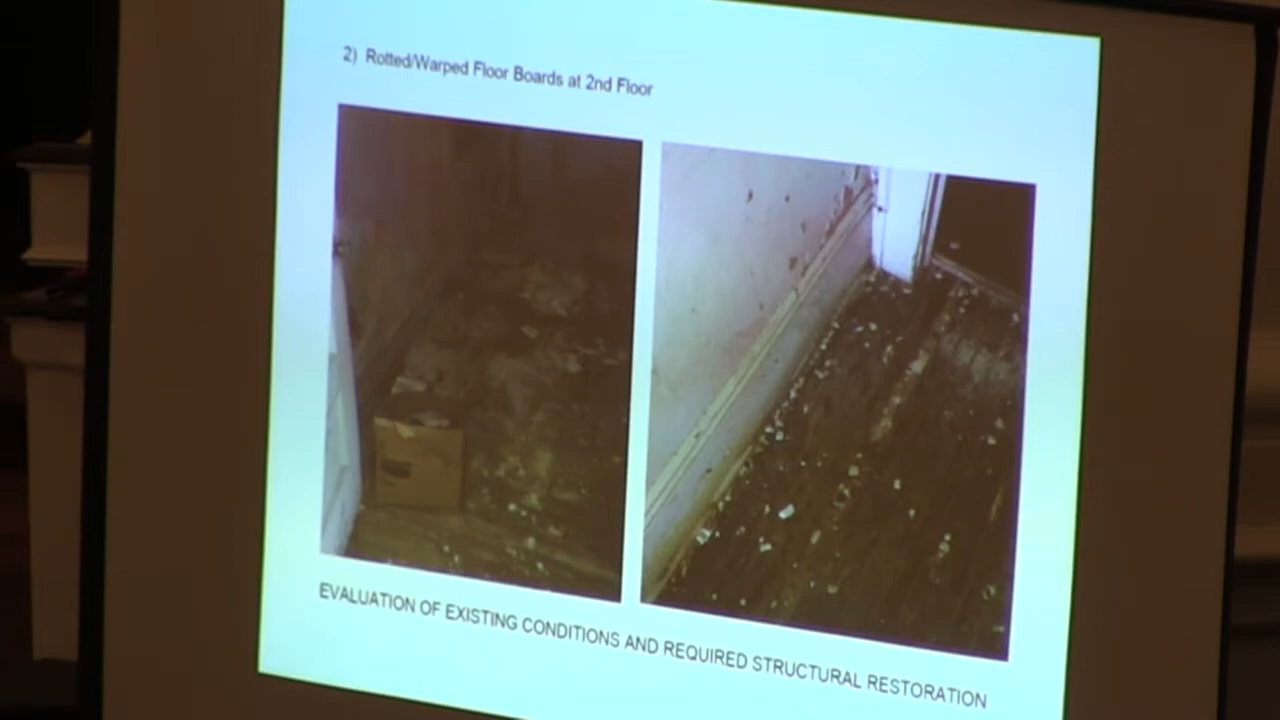 2) Rotted/Warped Floor Boards at 2nd Floor
EVALUATION OF EXISTING CONDITIONS AND REQUIRED STRUCTURAL RESTORATION